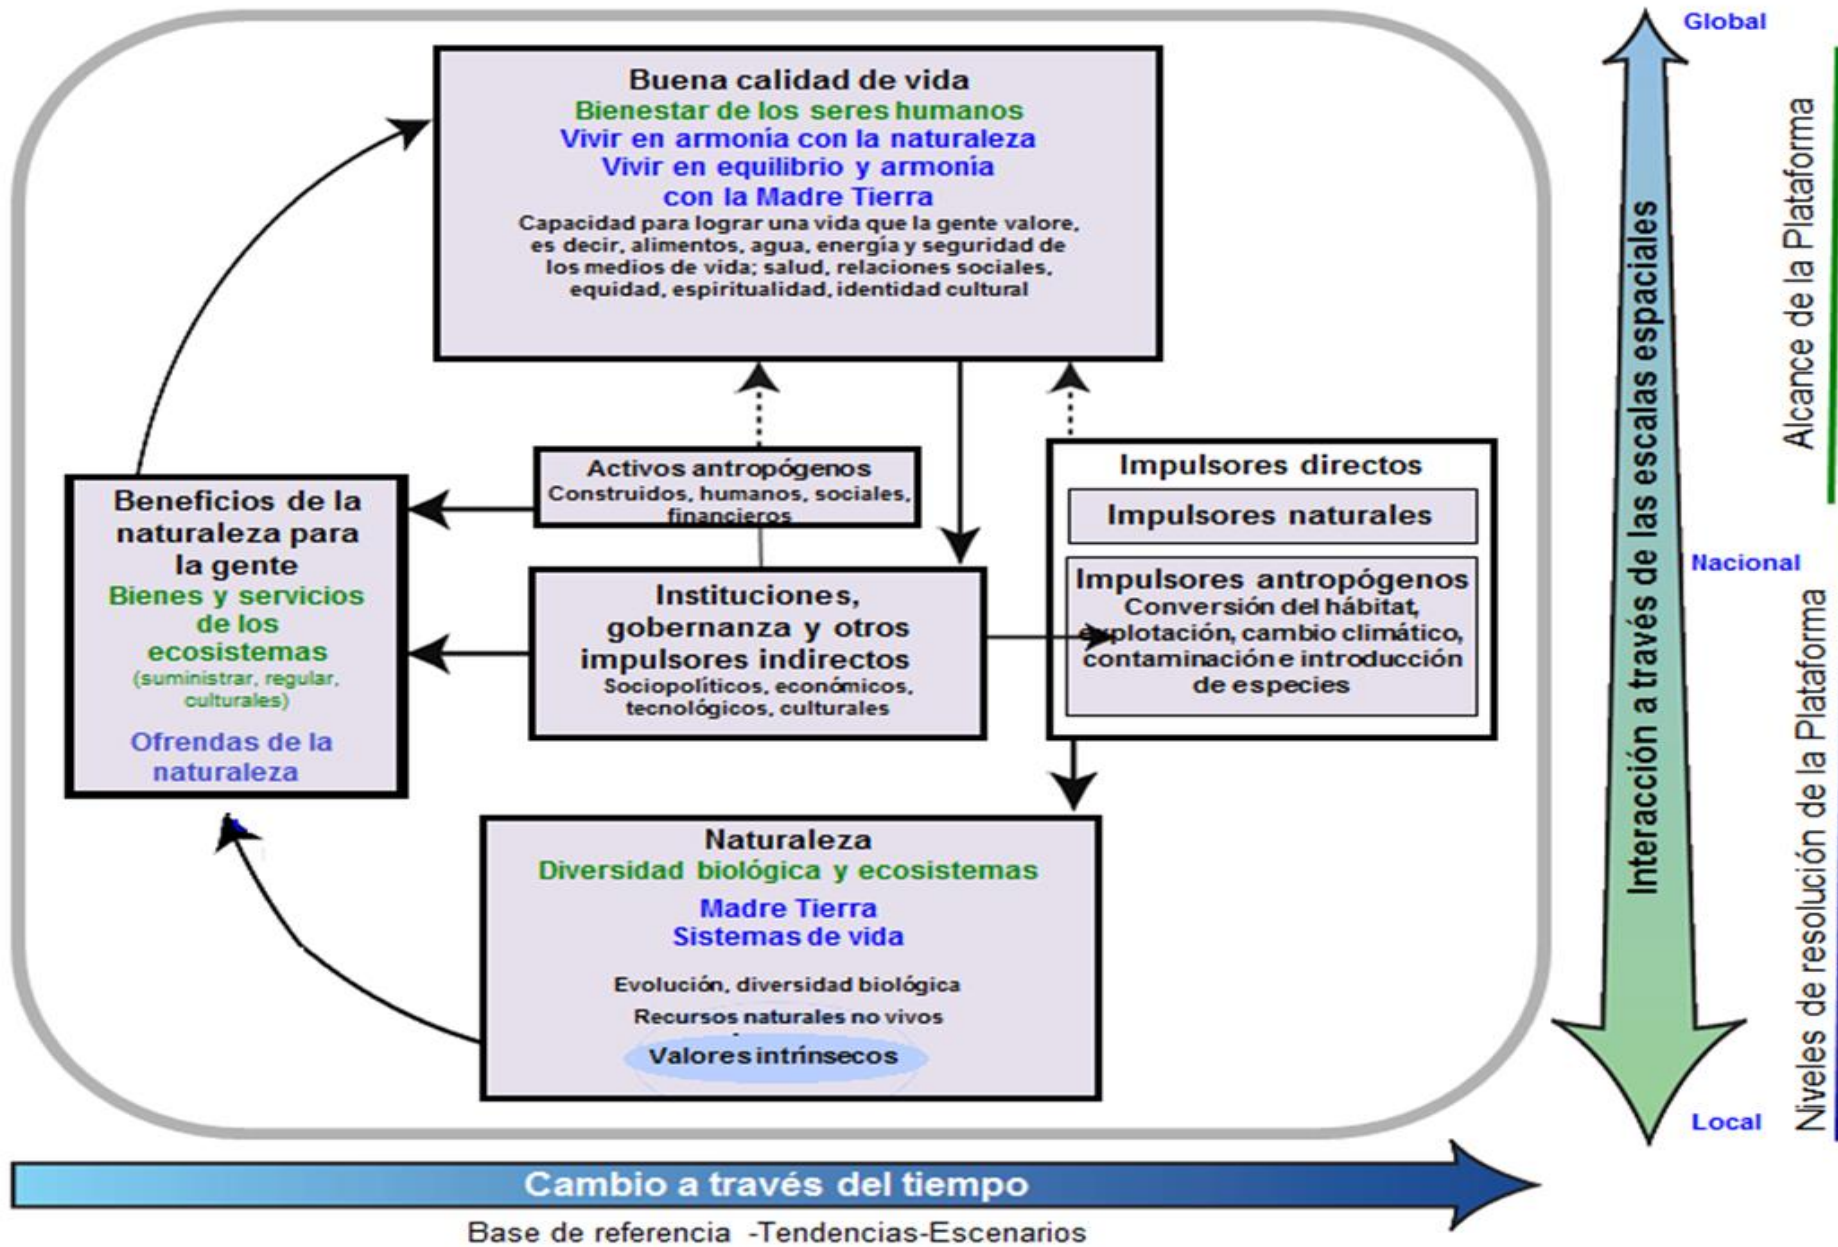 Buena calidad de vida
Bienestar de los seres humanos
Vivir en armonía con la naturaleza
Vivir en equilibrio y armonía
con la Madre Tierra
Capacidad para lograr una vida que la gente valore,
es decir, alimentos, agua, energía y seguridad de
los medios de vida; salud, relaciones sociales,
equidad, espiritualidad, identidad cultural
Activos antropógenos
Construidos, humanos, sociales,
financieros
Beneficios de la
naturaleza para
la gente
Bienes y servicios
de los
ecosistemas
(suministrar, regular,
culturales)
Ofrendas de la
naturaleza
Instituciones,
gobernanza y otros
impulsores indirectos
Sociopolíticos, económicos,
tecnológicos, culturales
Impulsores directos
Impulsores naturales
Impulsores antropógenos
Conversión del hábitat,
explotación, cambio climático,
contaminación e introducción
de especies
Naturaleza
Diversidad biológica y ecosistemas
Madre Tierra
Sistemas de vida
Evolución, diversidad biológica
Recursos naturales no vivos
Valores intrínsecos
Cambio a través del tiempo
Base de referencia -Tendencias-Escenarios
Global
Nacional
Local
Interacción a través de las escalas espaciales
Alcance de la Plataforma
Niveles de resolución de la Plataforma